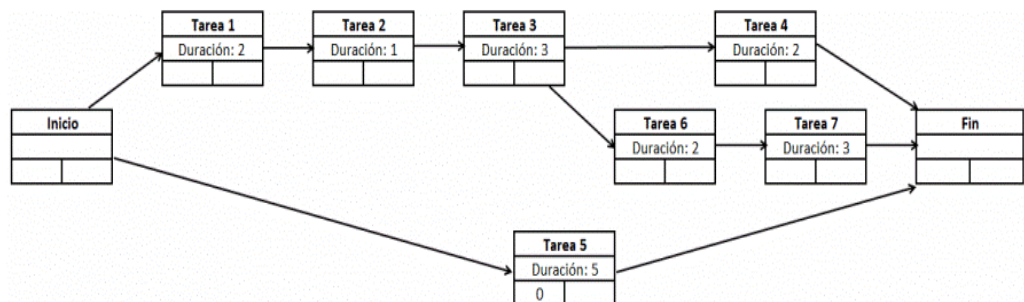 Tarea 1
Duración: 2
Tarea 2
Duración: 1
Tarea 3
Duración: 3
Tarea 4
Duración: 2
Inicio
Tarea 6
Duración: 2
Tarea 7
Duración: 3
Fin
Tarea 5
Duración: 5
0